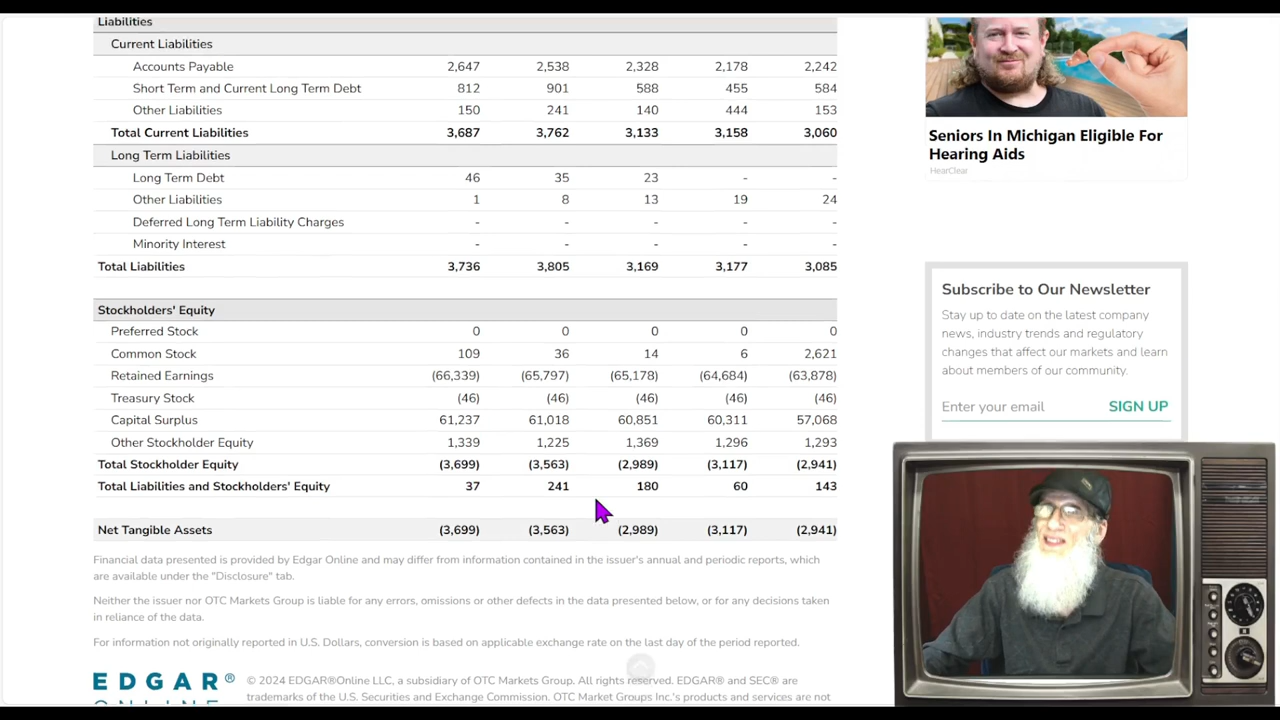 Liabilities
Current Liabilities
Accounts Payable 2,647 2,538 2,328 2,178 2,242
Short Term and Current Long Term Debt 812 901 588 455 584
Other Liabilities 150 241 140 444 153
Total Current Liabilities 3,687 3,762 3,133 3,158 3,060
Long Term Liabilities
Long Term Debt 46 35 23 - -
Other Liabilities 1 8 13 19 24
Deferred Long Term Liability Charges - - - - -
Minority Interest - - - - -
Total Liabilities 3,736 3,805 3,169 3,177 3,085
Stockholders' Equity
Preferred Stock 0 0 0 0 0
Common Stock 109 36 14 6 2,621
Retained Earnings (66,339) (65,797) (65,178) (64,684) (63,878)
Treasury Stock (46) (46) (46) (46) (46)
Capital Surplus 61,237 61,018 60,851 60,311 57,068
Other Stockholder Equity 1,339 1,225 1,369 1,296 1,293
Total Stockholder Equity (3,699) (3,563) (2,989) (3,117) (2,941)
Total Liabilities and Stockholders' Equity 37 241 180 60 143
Net Tangible Assets (3,699) (3,563) (2,989) (3,117) (2,941)
Financial data presented is provided by Edgar Online and may differ from information contained in the issuer's annual and periodic reports, which
are available under the "Disclosure" tab.
Neither the issuer nor OTC Markets Group is liable for any errors, omissions or other defects in the data presented below, or for any decisions taken
in reliance of the data.
For information not originally reported in U.S. Dollars, conversion is based on applicable exchange rate on the last day of the period reported.
EDGAR®
ONLINE
© 2024 EDGAR®Online LLC, a subsidiary of OTC Markets Group. All rights reserved. EDGAR® and SEC® are
trademarks of the U.S. Securities and Exchange Commission. OTC Market Groups Inc.'s products and services are not
Seniors In Michigan Eligible For
Hearing Aids
HearClear
Subscribe to Our Newsletter
Stay up to date on the latest company
news, industry trends and regulatory
changes that affect our markets and learn
about members of our community.
Enter your email SIGN UP